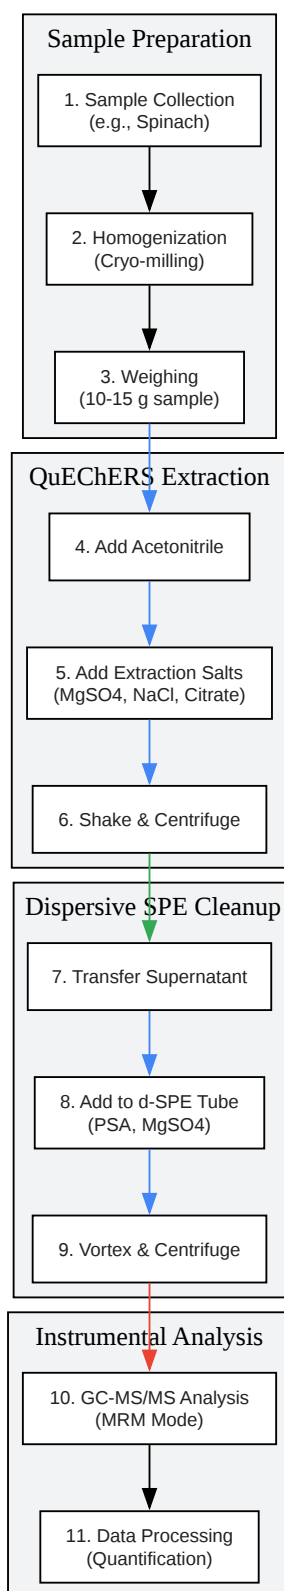 Sample Preparation
1. Sample Collection
(e.g., Spinach)
2. Homogenization
(Cryo-milling)
3. Weighing
(10-15 g sample)
QuEChERS Extraction
4. Add Acetonitrile
5. Add Extraction Salts
(MgSO4, NaCl, Citrate)
6. Shake & Centrifuge
Dispersive SPE Cleanup
7. Transfer Supernatant
8. Add to d-SPE Tube
(PSA, MgSO4)
9. Vortex & Centrifuge
Instrumental Analysis
10. GC-MS/MS Analysis
(MRM Mode)
11. Data Processing
(Quantification)